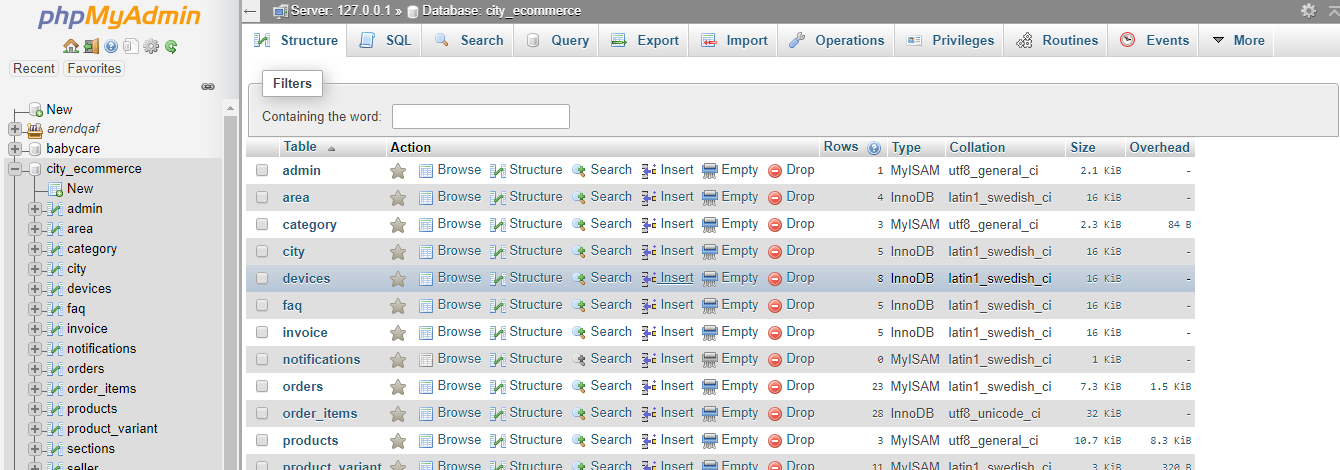 phpMyAdmin
Recent Favorites
New
arendqaf
babycare
city_ecommerce
New
admin
area
category
city
devices
faq
invoice
notifications
orders
order_items
products
product_variant
sections
seller
Server: 127.0.0.1 » Database: city_ecommerce
Structure SQL Search Query Export Import Operations Privileges Routines Events More
Filters
Containing the word:
Table Action Rows Type Collation Size Overhead
admin Browse Structure Search Insert Empty Drop 1 MyISAM utf8_general_ci 2.1 KiB -
area Browse Structure Search Insert Empty Drop 4 InnoDB latin1_swedish_ci 16 KiB -
category Browse Structure Search Insert Empty Drop 3 MyISAM utf8_general_ci 2.3 KiB 84 B
city Browse Structure Search Insert Empty Drop 5 InnoDB latin1_swedish_ci 16 KiB -
devices Browse Structure Search Insert Empty Drop 8 InnoDB latin1_swedish_ci 16 KiB -
faq Browse Structure Search Insert Empty Drop 5 InnoDB latin1_swedish_ci 16 KiB -
invoice Browse Structure Search Insert Empty Drop 5 InnoDB latin1_swedish_ci 16 KiB -
notifications Browse Structure Search Insert Empty Drop 0 MyISAM latin1_swedish_ci 1 KiB -
orders Browse Structure Search Insert Empty Drop 23 MyISAM latin1_swedish_ci 7.3 KiB 1.5 KiB
order_items Browse Structure Search Insert Empty Drop 28 InnoDB utf8_unicode_ci 32 KiB -
products Browse Structure Search Insert Empty Drop 3 MyISAM utf8_general_ci 10.7 KiB 8.3 KiB
product_variant Browse Structure Search Insert Empty Drop 11 MyISAM latin1_swedish_ci 3 KiB 320 B